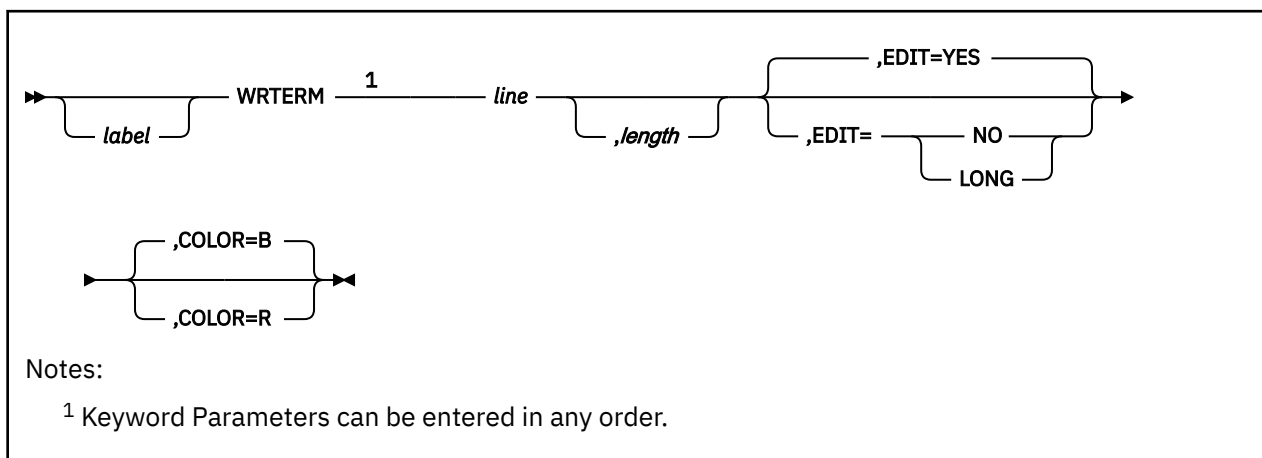 ,EDIT=YES
WRTERM 1 line
label ,length ,EDIT= NO
LONG
,COLOR=B
,COLOR=R
Notes:
1 Keyword Parameters can be entered in any order.